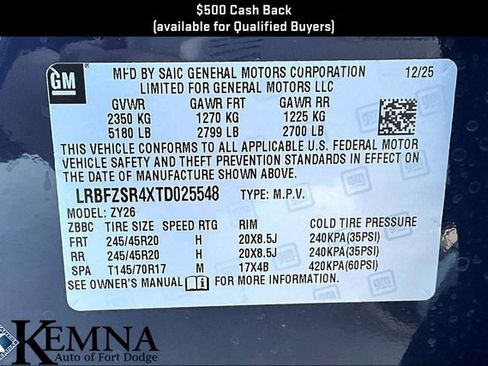 $500 Cash Back
(available for Qualified Buyers)
GM
MFD BY SAIC GENERAL MOTORS CORPORATION 12/25
LIMITED FOR GENERAL MOTORS LLC
GVWR GAWR FRT GAWR RR
2350 KG 1270 KG 1225 KG
5180 LB 2799 LB 2700 LB
THIS VEHICLE CONFORMS TO ALL APPLICABLE U.S. FEDERAL MOTOR
VEHICLE SAFETY AND THEFT PREVENTION STANDARDS IN EFFECT ON
THE DATE OF MANUFACTURE SHOWN ABOVE.
LRBFZSR4XTD025548 TYPE: M.P.V.
MODEL: ZY26
ZBBC TIRE SIZE SPEED RTG RIM COLD TIRE PRESSURE
FRT 245/45R20 H 20X8.5J 240KPA(35PSI)
RR 245/45R20 H 20X8.5J 240KPA(35PSI)
SPA T145/70R17 M 17X4B 420KPA(60PSI)
SEE OWNER'S MANUAL FOR MORE INFORMATION.
KEMNA
Auto of Fort Dodge